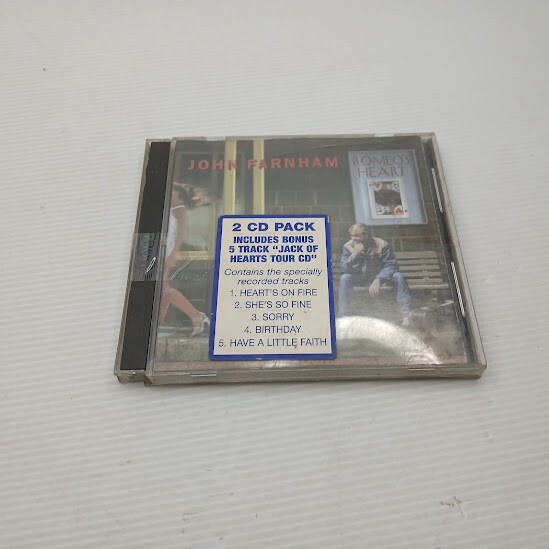 JOHN FARNHAM
ROMEO'S
HEART
2 CD PACK
INCLUDES BONUS
5 TRACK "JACK OF
HEARTS TOUR CD"
Contains the specially
recorded tracks
1. HEART'S ON FIRE
2. SHE'S SO FINE
3. SORRY
4. BIRTHDAY
5. HAVE A LITTLE FAITH